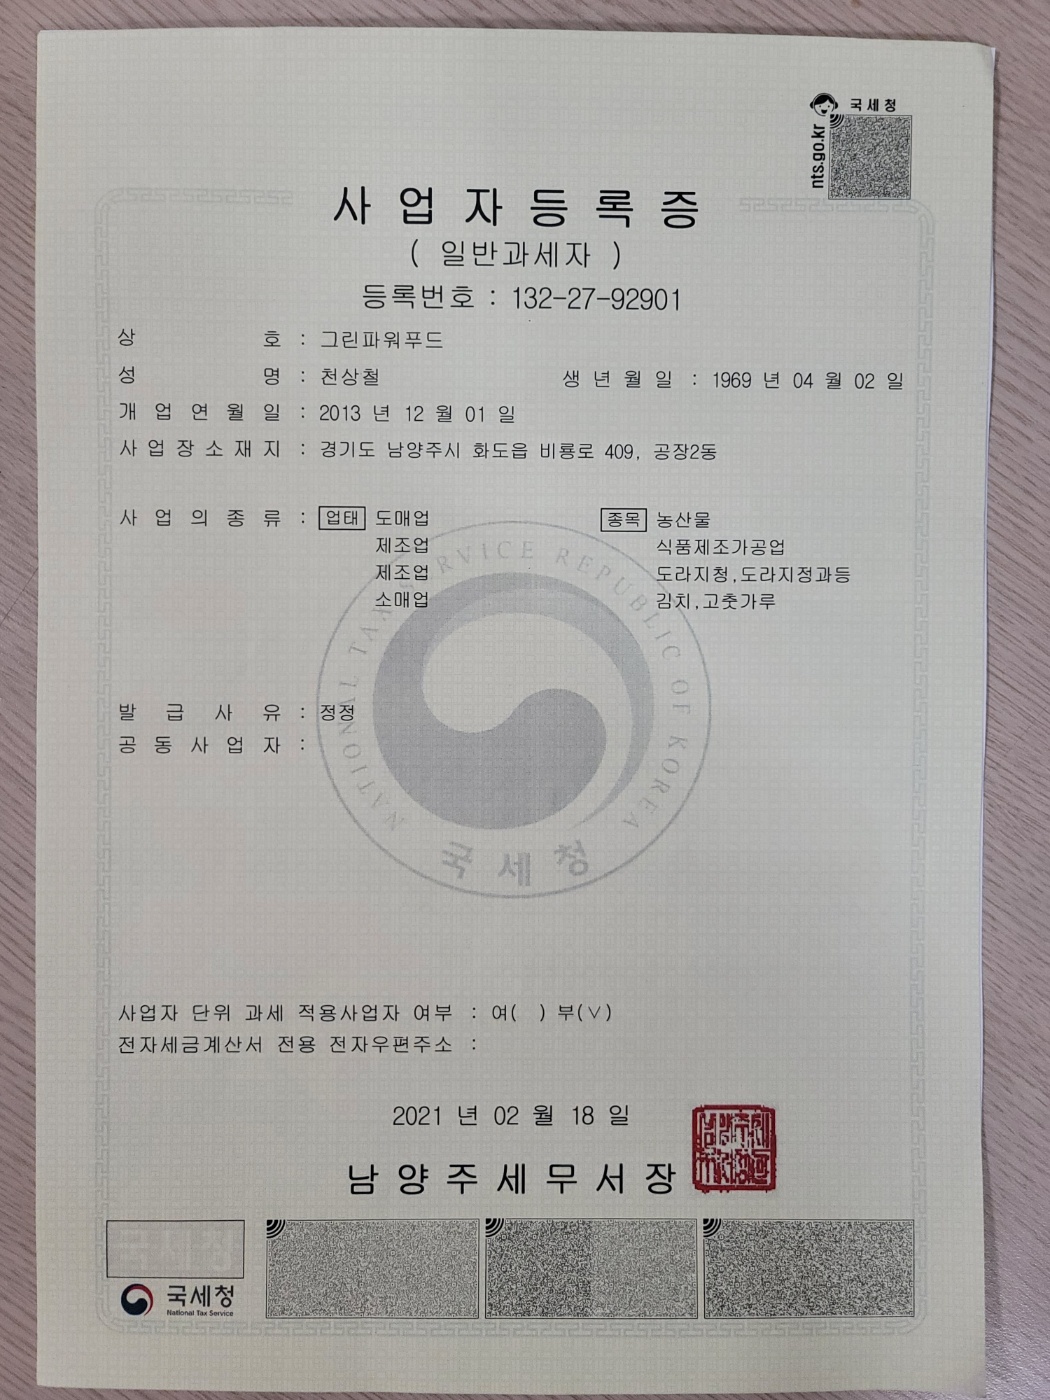 국세청
nts.go.kr
사업자등록증
( 일반과세자 )
등록번호 : 132-27-92901
상 호 : 그린파워푸드
성 명 : 천상철 생 년 월 일 : 1969 년 04 월 02 일
개 업 연 월 일 : 2013 년 12 월 01 일
사 업 장 소 재 지 : 경기도 남양주시 화도읍 비룡로 409, 공장2동
사 업 의 종 류 : 업태 도매업 종목 농산물
제조업 식품제조가공업
제조업 도라지청,도라지정과등
소매업 김치,고춧가루
NATIONAL TAX SERVICE REPUBLIC OF KOREA
발 급 사 유 : 정정
공 동 사 업 자 :
국세청
사업자 단위 과세 적용사업자 여부 : 여( ) 부(∨)
전자세금계산서 전용 전자우편주소 :
2021 년 02 월 18 일
남양주세무서장
국세청
국세청
National Tax Service